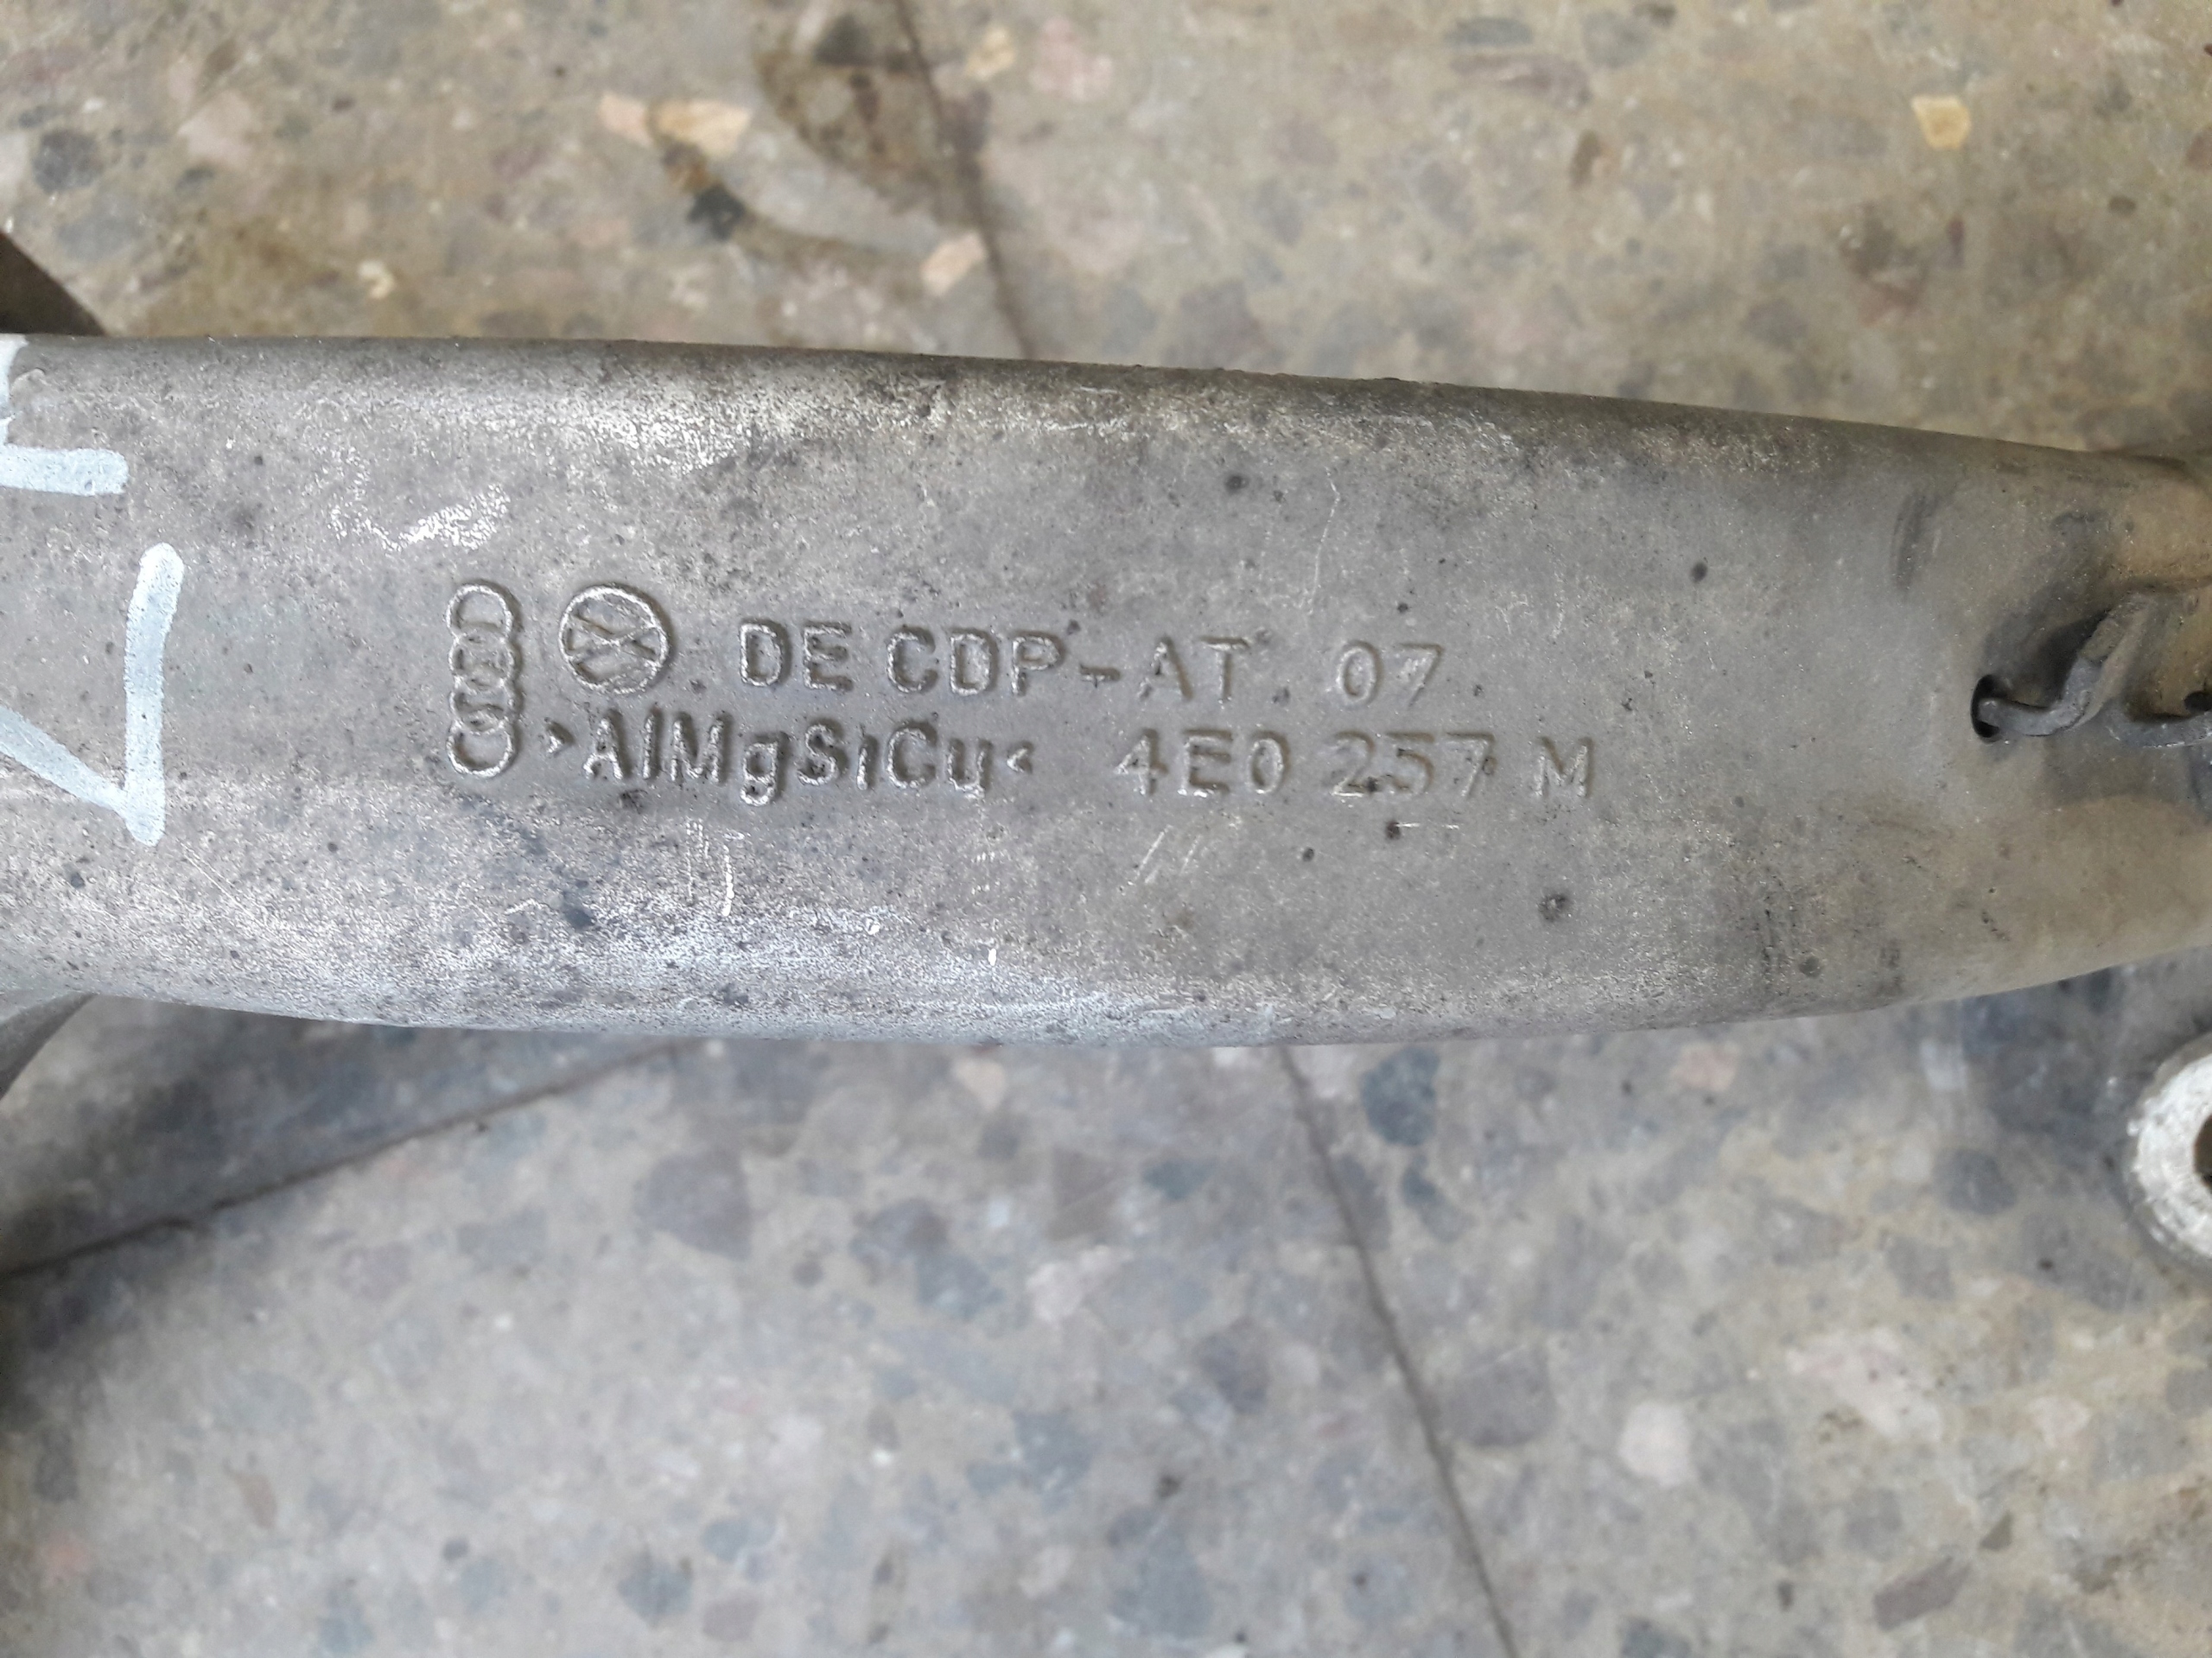 DE CDP-AT 07
>AlMgSiCu< 4E0 257 M